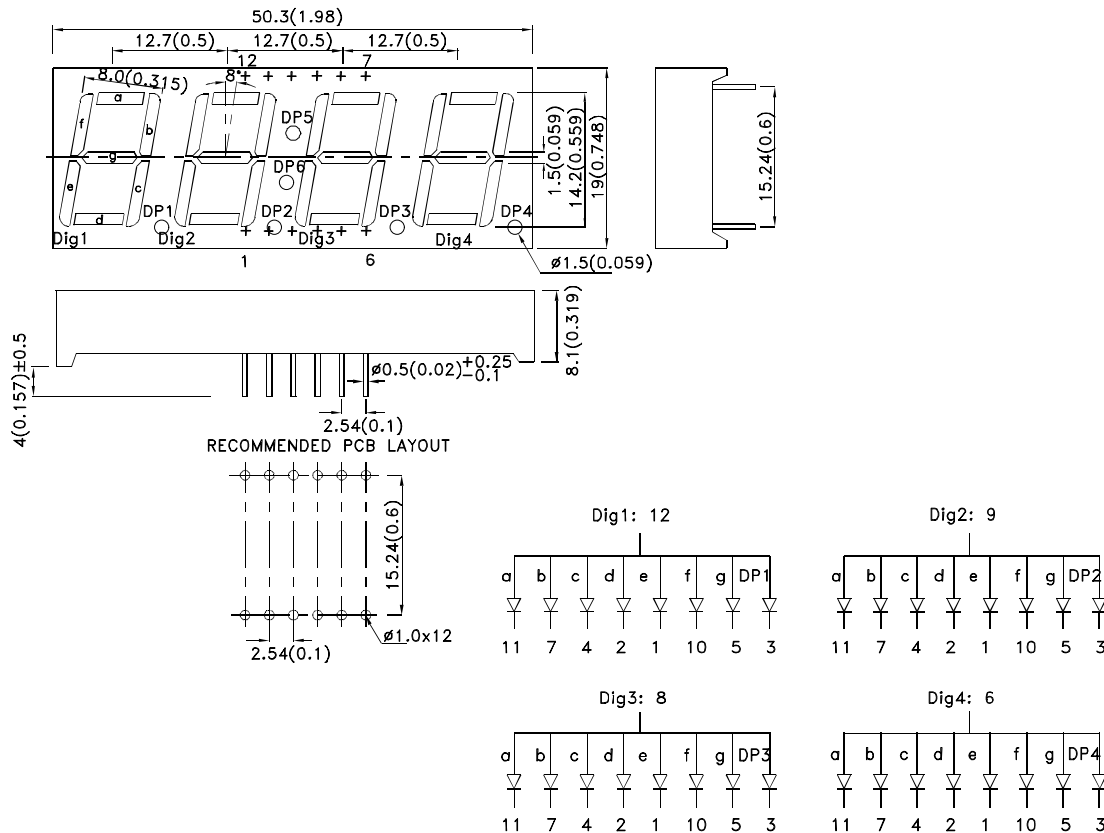 50.3(1.98)
12.7(0.5) 12.7(0.5) 12.7(0.5)
12 7
8.0(0.315) 8°
a
f b
g
e c
d
DP5
DP6
DP1 DP2 DP3 DP4
Dig1 Dig2 Dig3 Dig4
1 6
1.5(0.059)
14.2(0.559)
19(0.748)
15.24(0.6)
ø1.5(0.059)
8.1(0.319)
4(0.157)±0.5
ø0.5(0.02)+0.25
−0.1
2.54(0.1)
RECOMMENDED PCB LAYOUT
15.24(0.6)
ø1.0x12
2.54(0.1)
Dig1: 12
a b c d e f g DP1
11 7 4 2 1 10 5 3
Dig2: 9
a b c d e f g DP2
11 7 4 2 1 10 5 3
Dig3: 8
a b c d e f g DP3
11 7 4 2 1 10 5 3
Dig4: 6
a b c d e f g DP4
11 7 4 2 1 10 5 3